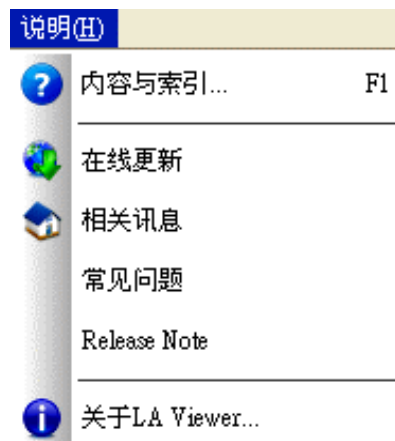 说明(H)
内容与索引... F1
在线更新
相关讯息
常见问题
Release Note
关于LA Viewer...